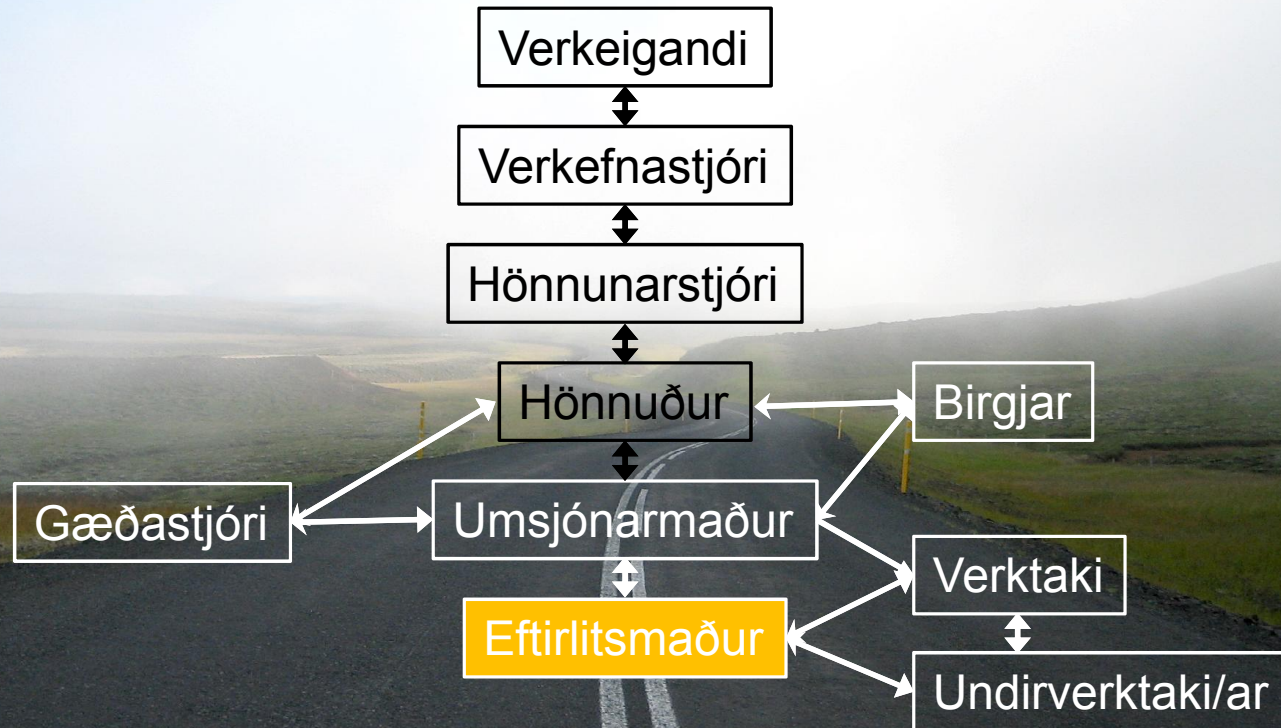 Verkeigandi
Verkefnastjóri
Hönnunarstjóri
Hönnuður
Birgjar
Gæðastjóri
Umsjónarmaður
Verktaki
Eftirlitsmaður
Undirverktaki/ar